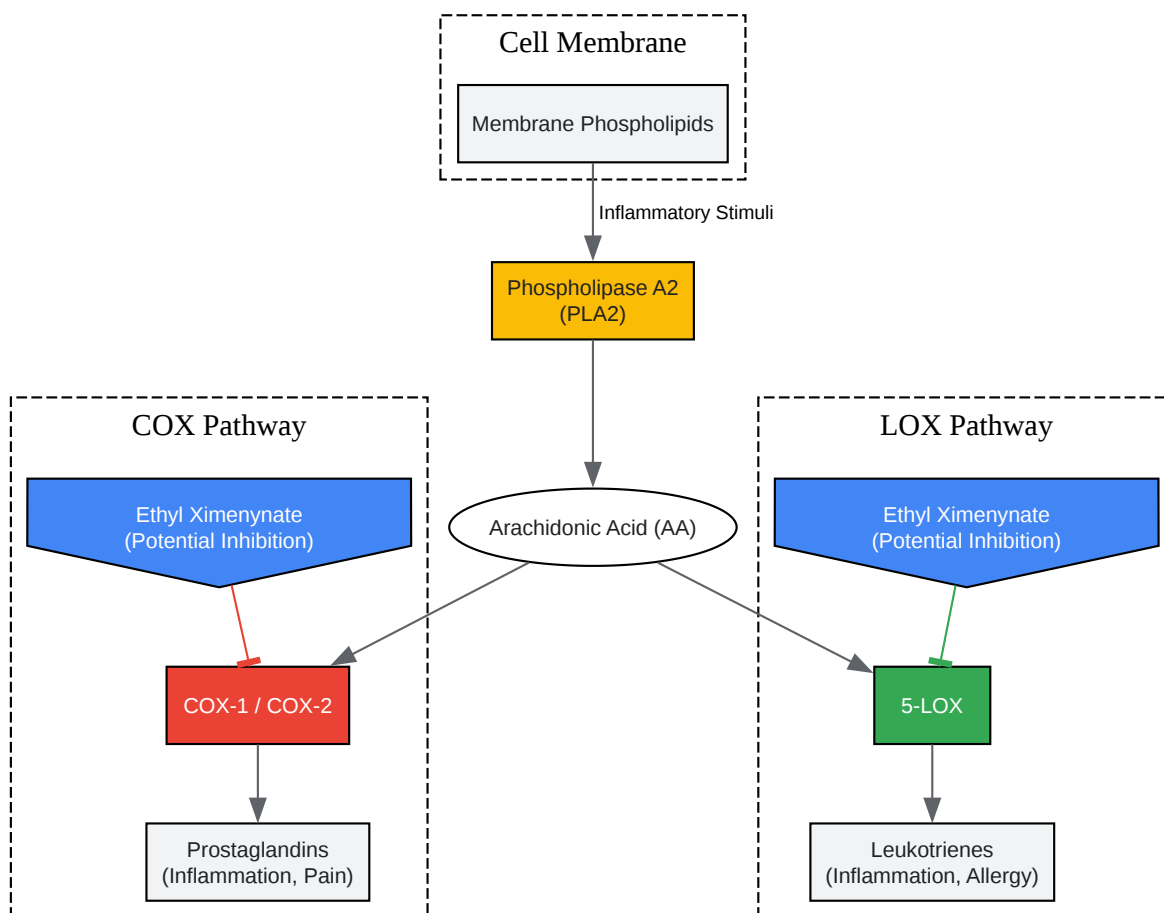 Cell Membrane
Membrane Phospholipids
Inflammatory Stimuli
Phospholipase A2
(PLA2)
Arachidonic Acid (AA)
COX Pathway
Ethyl Ximenynate
(Potential Inhibition)
COX-1 / COX-2
Prostaglandins
(Inflammation, Pain)
LOX Pathway
Ethyl Ximenynate
(Potential Inhibition)
5-LOX
Leukotrienes
(Inflammation, Allergy)